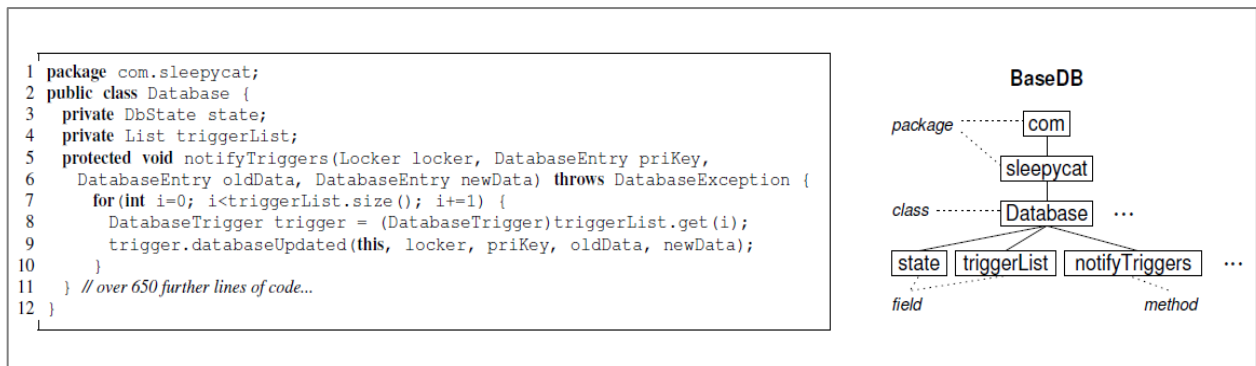 1 package com.sleepycat;
2 public class Database {
3 private DbState state;
4 private List triggerList;
5 protected void notifyTriggers(Locker locker, DatabaseEntry priKey,
6 DatabaseEntry oldData, DatabaseEntry newData) throws DatabaseException {
7 for(int i=0; i<triggerList.size(); i+=1) {
8 DatabaseTrigger trigger = (DatabaseTrigger)triggerList.get(i);
9 trigger.databaseUpdated(this, locker, priKey, oldData, newData);
10 }
11 } // over 650 further lines of code...
12 }
BaseDB
package com
sleepycat
class Database ...
state triggerList notifyTriggers ...
field method